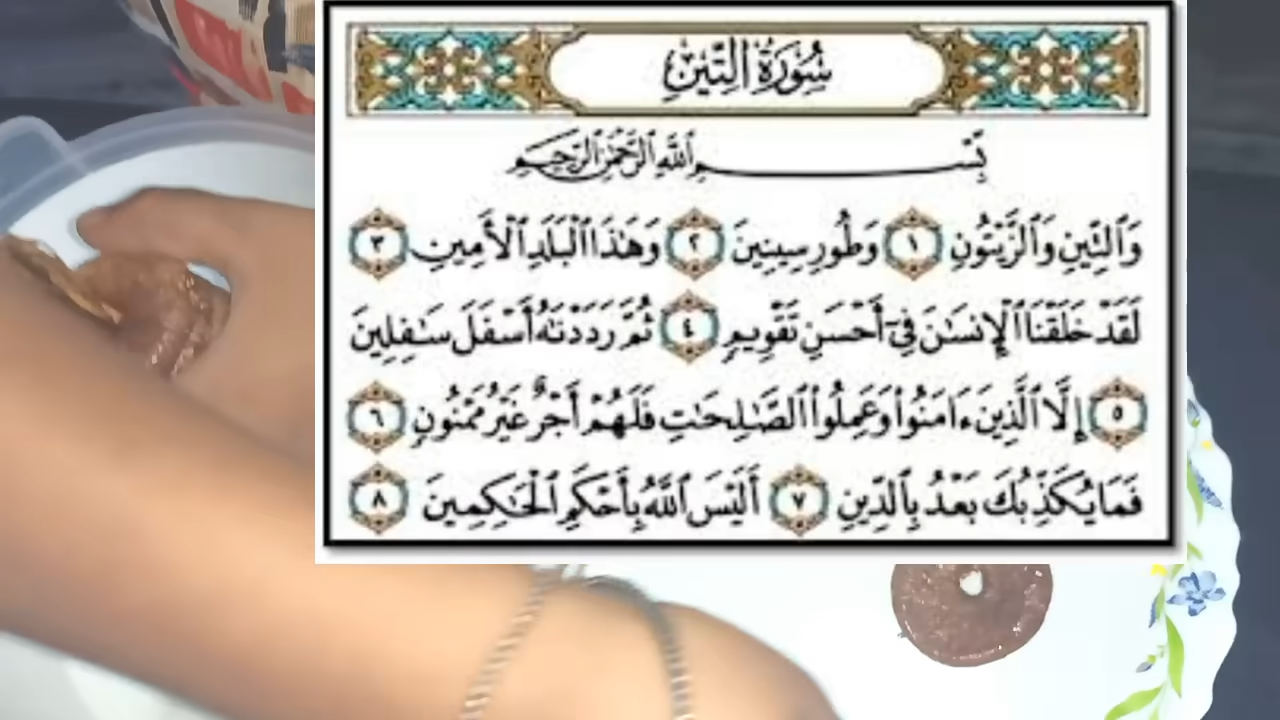 سُورَةُ التِّينِ
بِسْمِ ٱللَّهِ ٱلرَّحْمَٰنِ ٱلرَّحِيمِ
وَٱلتِّينِ وَٱلزَّيْتُونِ ١ وَطُورِ سِينِينَ ٢ وَهَٰذَا ٱلْبَلَدِ ٱلْأَمِينِ ٣
لَقَدْ خَلَقْنَا ٱلْإِنسَٰنَ فِىٓ أَحْسَنِ تَقْوِيمٍ ٤ ثُمَّ رَدَدْنَٰهُ أَسْفَلَ سَٰفِلِينَ
٥ إِلَّا ٱلَّذِينَ ءَامَنُوا۟ وَعَمِلُوا۟ ٱلصَّٰلِحَٰتِ فَلَهُمْ أَجْرٌ غَيْرُ مَمْنُونٍ ٦
فَمَا يُكَذِّبُكَ بَعْدُ بِٱلدِّينِ ٧ أَلَيْسَ ٱللَّهُ بِأَحْكَمِ ٱلْحَٰكِمِينَ ٨